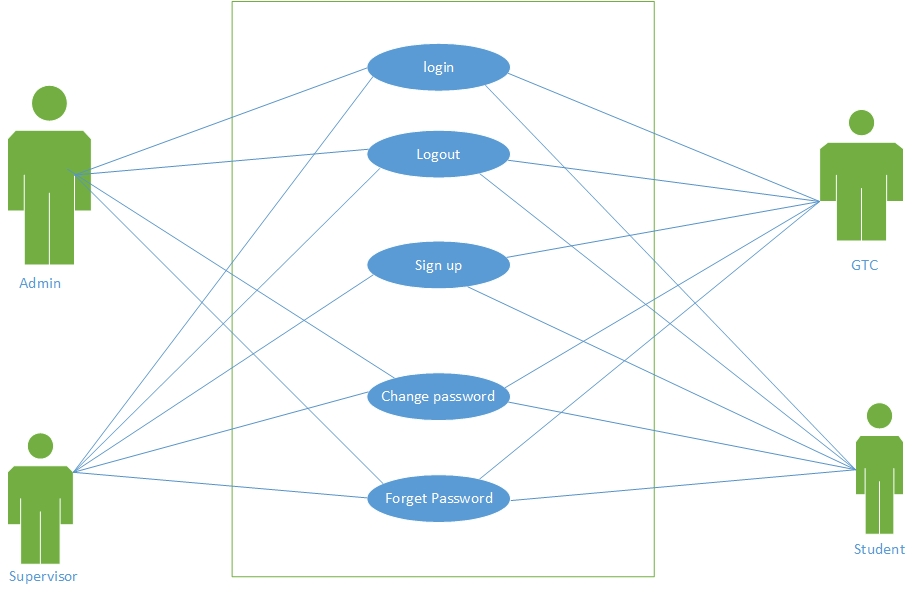 login
Logout
Sign up
Change password
Forget Password
Admin
GTC
Supervisor
Student